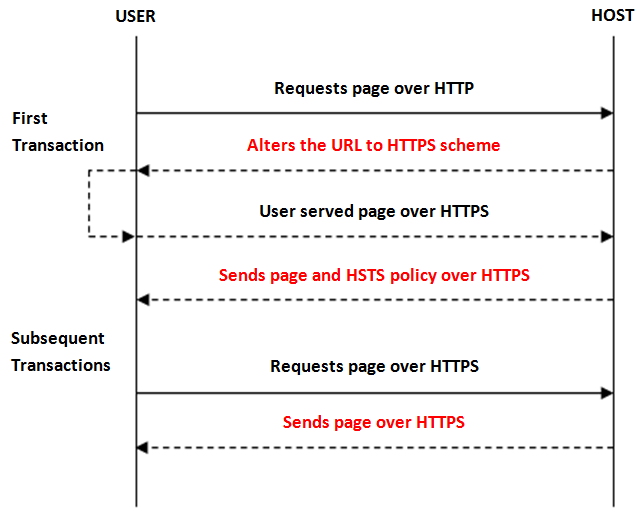 USER
HOST
Requests page over HTTP
First
Transaction
Alters the URL to HTTPS scheme
User served page over HTTPS
Sends page and HSTS policy over HTTPS
Subsequent
Transactions
Requests page over HTTPS
Sends page over HTTPS